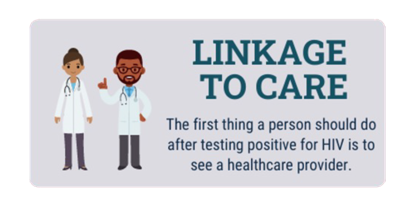 LINKAGE
TO CARE
The first thing a person should do
after testing positive for HIV is to
see a healthcare provider.